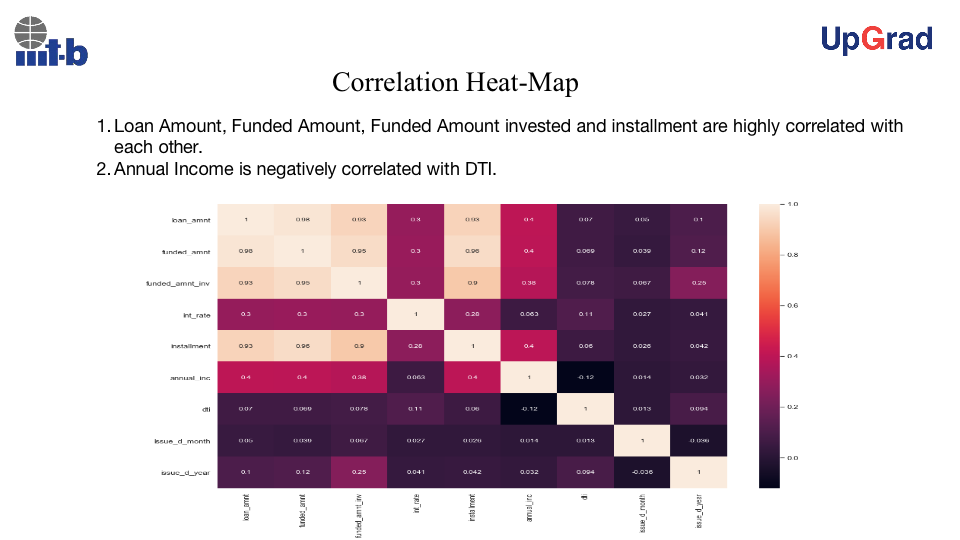 iiit-b
UpGrad
Correlation Heat-Map
1. Loan Amount, Funded Amount, Funded Amount invested and installment are highly correlated with
each other.
2. Annual Income is negatively correlated with DTI.
loan_amnt 1 0.98 0.93 0.3 0.93 0.4 0.07 0.05 0.1
funded_amnt 0.98 1 0.95 0.3 0.96 0.4 0.069 0.039 0.12
funded_amnt_inv 0.93 0.95 1 0.3 0.9 0.38 0.078 0.067 0.25
int_rate 0.3 0.3 0.3 1 0.28 0.063 0.11 0.027 0.041
installment 0.93 0.96 0.9 0.28 1 0.4 0.06 0.026 0.042
annual_inc 0.4 0.4 0.38 0.063 0.4 1 -0.12 0.014 0.032
dti 0.07 0.069 0.078 0.11 0.06 -0.12 1 0.013 0.094
issue_d_month 0.05 0.039 0.067 0.027 0.026 0.014 0.013 1 -0.036
issue_d_year 0.1 0.12 0.25 0.041 0.042 0.032 0.094 -0.036 1
loan_amnt funded_amnt funded_amnt_inv int_rate installment annual_inc dti issue_d_month issue_d_year
1.0
0.8
0.6
0.4
0.2
0.0